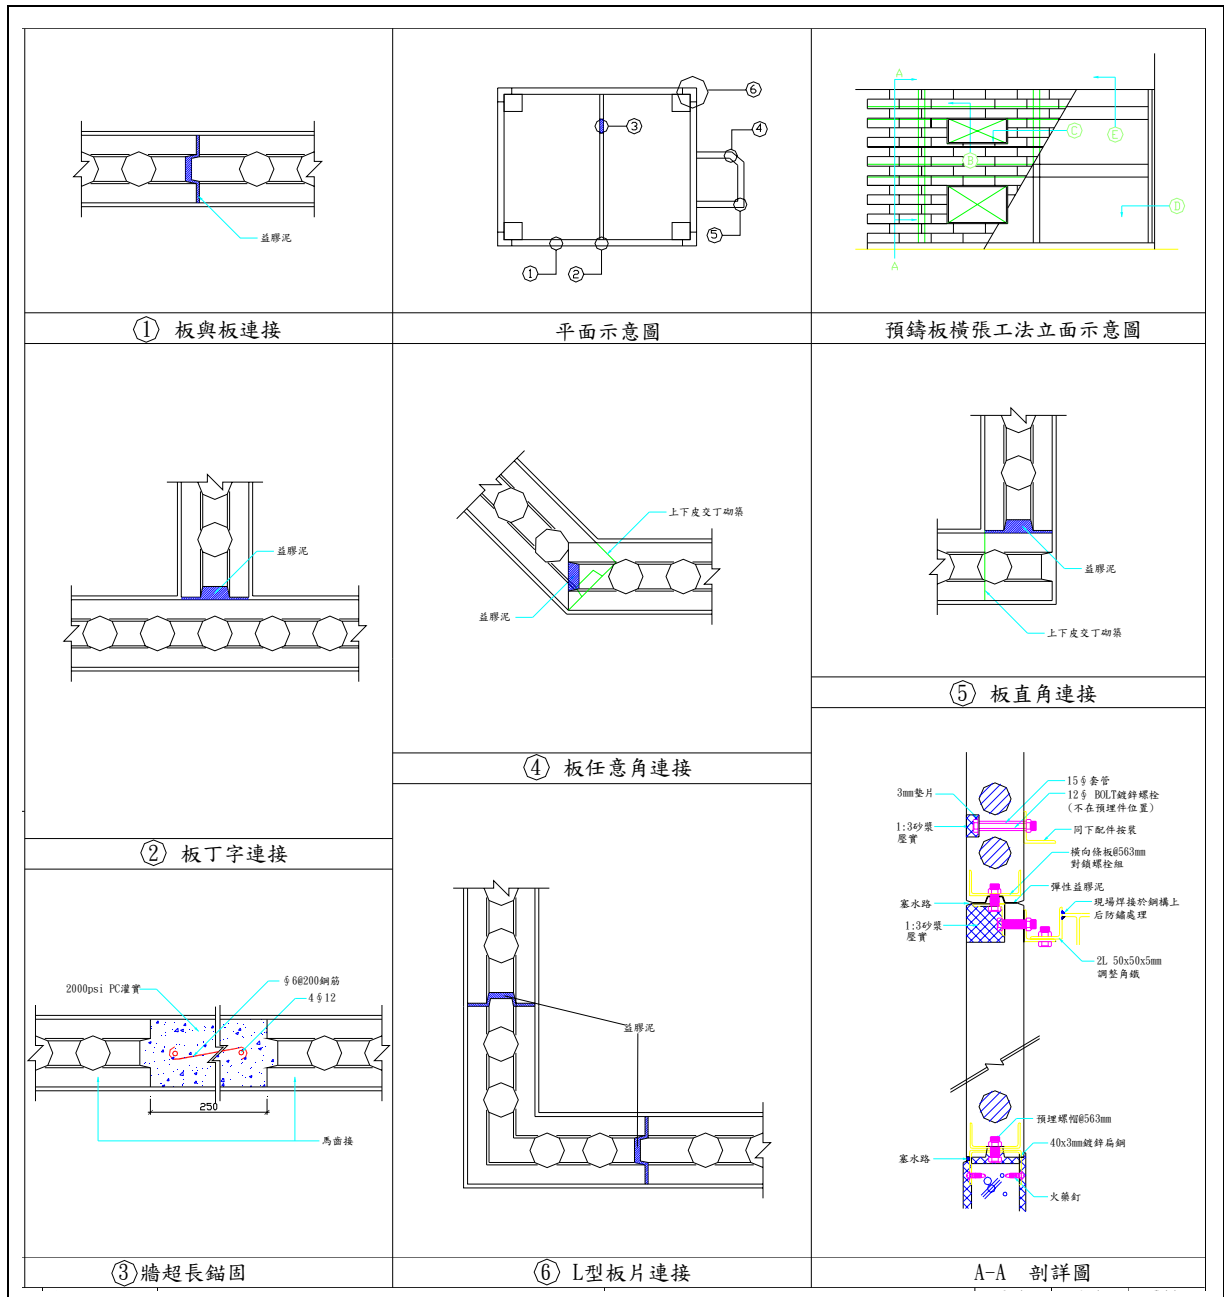 益膠泥
① 板與板連接
①
②
③
④
⑤
⑥
平面示意圖
A
A
B
C
E
D
預鑄板橫張工法立面示意圖
益膠泥
② 板丁字連接
上下皮交丁砌築
益膠泥
④ 板任意角連接
益膠泥
上下皮交丁砌築
⑤ 板直角連接
2000psi PC灌實
∮6@200鋼筋
4∮12
250
馬面接
③牆超長錨固
益膠泥
⑥ L型板片連接
3mm墊片
1:3砂漿
壓實
15∮套管
12∮ BOLT鍍鋅螺栓
(不在預埋件位置)
同下配件按裝
橫向條板@563mm
對鎖螺栓組
彈性益膠泥
塞水路
1:3砂漿
壓實
現場焊接於鋼構上
后防鏽處理
2L 50x50x5mm
調整角鐵
預埋螺帽@563mm
40x3mm鍍鋅扁鋼
塞水路
火藥釘
A-A 剖詳圖